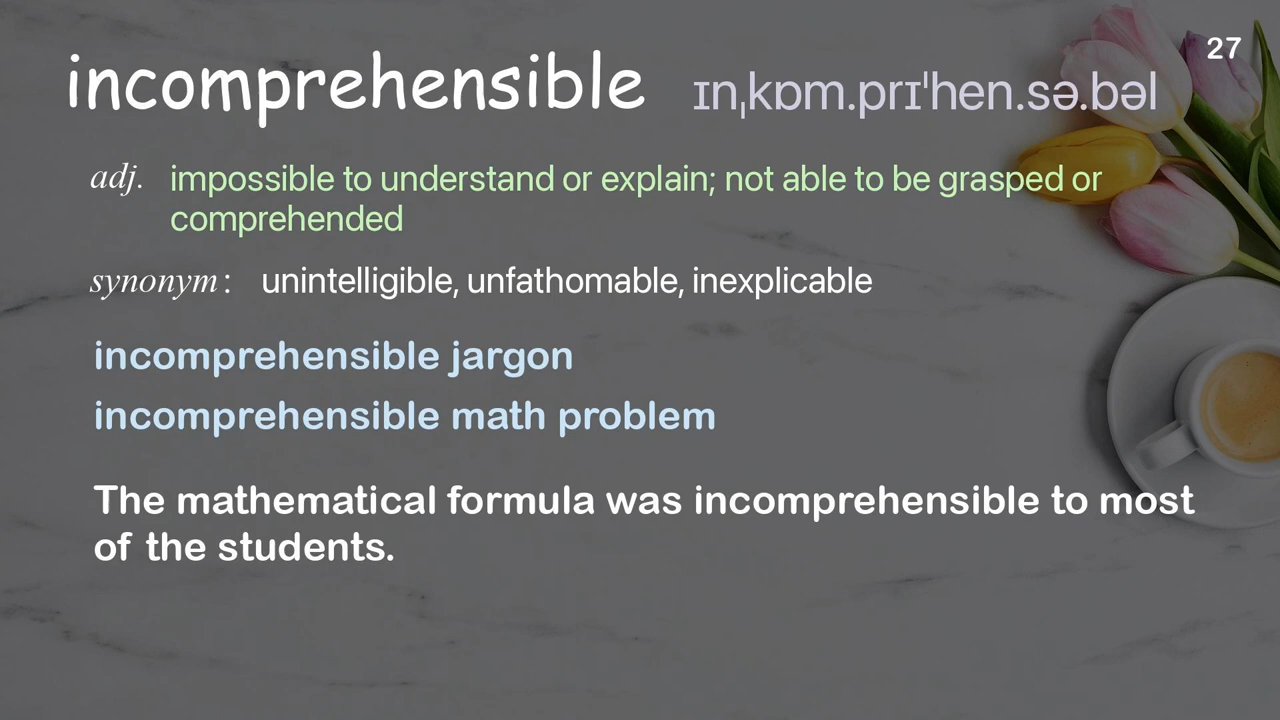 27
incomprehensible ɪnˌkɒm.prɪˈhen.sə.bəl
adj. impossible to understand or explain; not able to be grasped or
comprehended
synonym: unintelligible, unfathomable, inexplicable
incomprehensible jargon
incomprehensible math problem
The mathematical formula was incomprehensible to most
of the students.